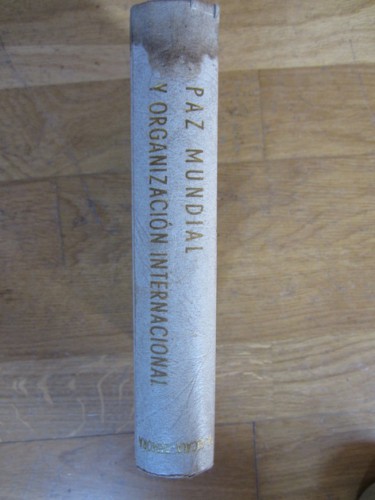 PAZ MUNDIAL
Y ORGANIZACIÓN INTERNACIONAL